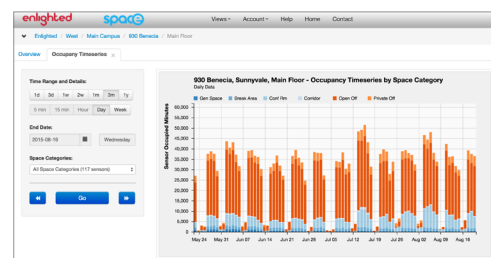 enlighted space
Views Account Help Home Contact
Enlighted / West / Main Campus / 930 Benecia / Main Floor
Overview Occupancy Timeseries ×
Time Range and Details:
1d 3d 1w 2w 1m 3m 1y
5 min 15 min Hour Day Week
End Date:
2015-08-19 Wednesday
Space Categories:
All Space Categories (117 sensors)
Go
930 Benecia, Sunnyvale, Main Floor - Occupancy Timeseries by Space Category
Daily Data
Gen Space Break Area Conf Rm Corridor Open Off Private Off
Sensor Occupied Minutes
60,000
55,000
50,000
45,000
40,000
35,000
30,000
25,000
20,000
15,000
10,000
5,000
0
May 24 May 31 Jun 07 Jun 14 Jun 21 Jun 28 Jul 05 Jul 12 Jul 19 Jul 26 Aug 02 Aug 09 Aug 16